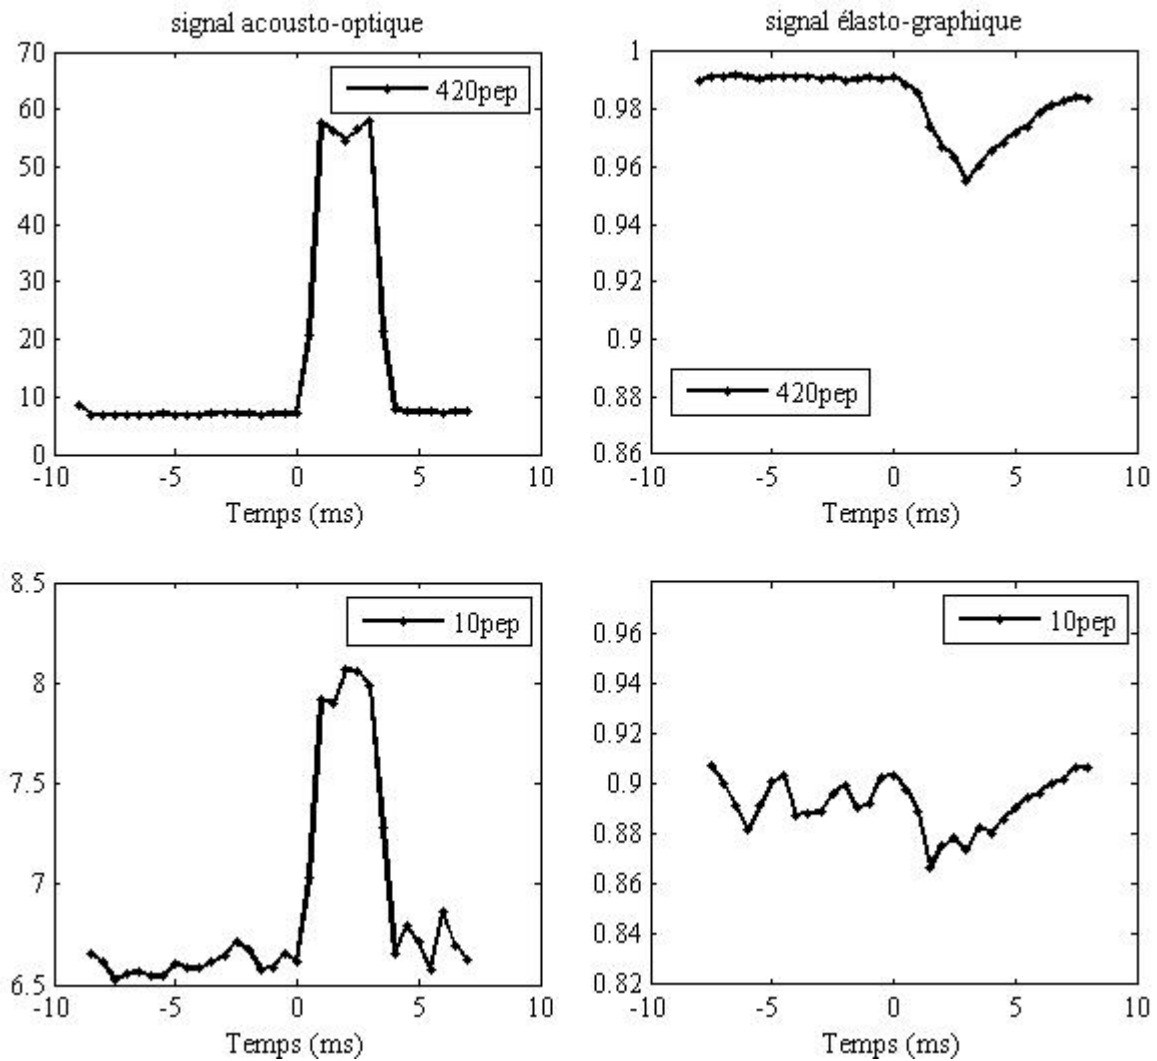 signal acousto-optique
70
60
50
40
30
20
10
0
-10 -5 0 5 10
Temps (ms)
420pep
signal élasto-graphique
1
0.98
0.96
0.94
0.92
0.9
0.88
0.86
-10 -5 0 5 10
Temps (ms)
420pep
8.5
8
7.5
7
6.5
-10 -5 0 5 10
Temps (ms)
10pep
0.96
0.94
0.92
0.9
0.88
0.86
0.84
0.82
-10 -5 0 5 10
Temps (ms)
10pep